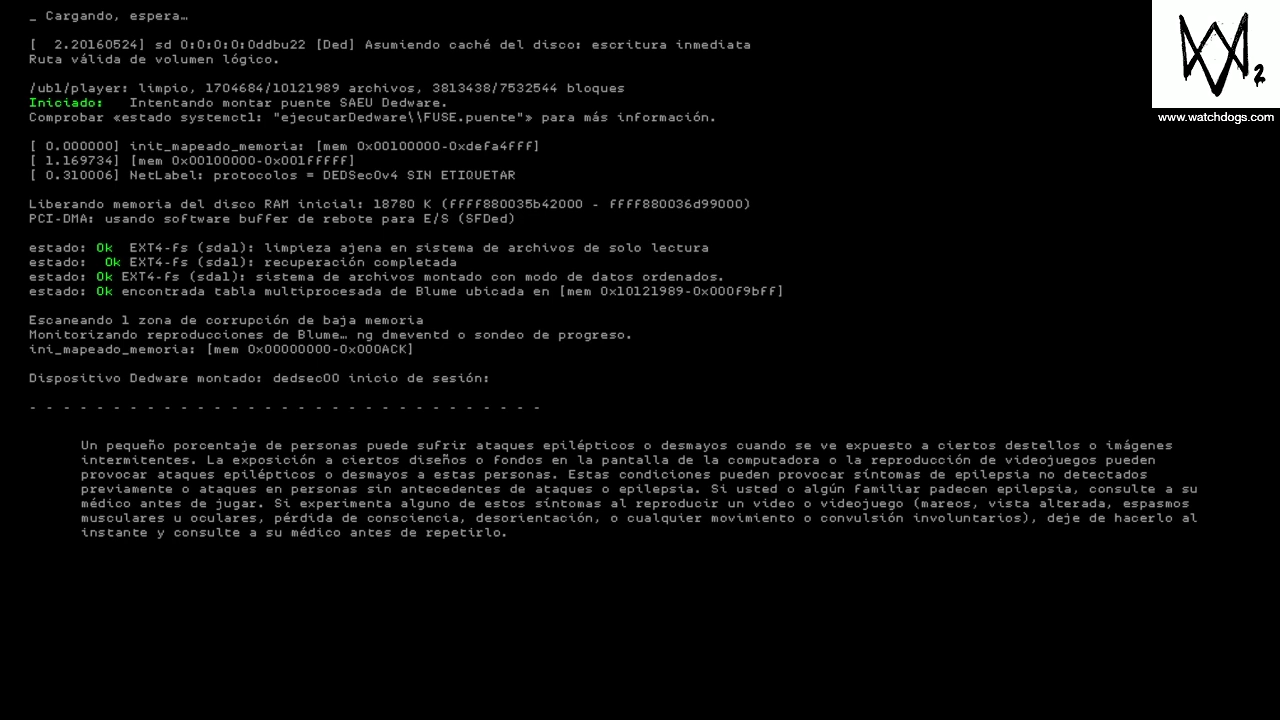 _ Cargando, espera…
[  2.20160524] sd 0:0:0:0:0ddbu22 [Ded] Asumiendo caché del disco: escritura inmediata
Ruta válida de volumen lógico.
/ubl/player: limpio, 1704684/10121989 archivos, 3813438/7532544 bloques
Iniciado:   Intentando montar puente SAEU Dedware.
Comprobar «estado systemctl: "ejecutarDedware\\FUSE.puente"» para más información.
[ 0.000000] init_mapeado_memoria: [mem 0x00100000-0xdefa4fff]
[ 1.169734] [mem 0x00100000-0x001fffff]
[ 0.310006] NetLabel: protocolos = DEDSec0v4 SIN ETIQUETAR
Liberando memoria del disco RAM inicial: 18780 K (ffff880035b42000 - ffff880036d99000)
PCI-DMA: usando software buffer de rebote para E/S (SFDed)
estado: Ok  EXT4-fs (sda1): limpieza ajena en sistema de archivos de solo lectura
estado:  Ok EXT4-fs (sda1): recuperación completada
estado: Ok EXT4-fs (sda1): sistema de archivos montado con modo de datos ordenados.
estado: Ok encontrada tabla multiprocesada de Blume ubicada en [mem 0x10121989-0x000f9bff]
Escaneando 1 zona de corrupción de baja memoria
Monitorizando reproducciones de Blume… ng dmeventd o sondeo de progreso.
ini_mapeado_memoria: [mem 0x00000000-0x000ACK]
Dispositivo Dedware montado: dedsec00 inicio de sesión:
- - - - - - - - - - - - - - - - - - - - - - - - - - - - - - -
Un pequeño porcentaje de personas puede sufrir ataques epilépticos o desmayos cuando se ve expuesto a ciertos destellos o imágenes
intermitentes. La exposición a ciertos diseños o fondos en la pantalla de la computadora o la reproducción de videojuegos pueden
provocar ataques epilépticos o desmayos a estas personas. Estas condiciones pueden provocar síntomas de epilepsia no detectados
previamente o ataques en personas sin antecedentes de ataques o epilepsia. Si usted o algún familiar padecen epilepsia, consulte a su
médico antes de jugar. Si experimenta alguno de estos síntomas al reproducir un video o videojuego (mareos, vista alterada, espasmos
musculares u oculares, pérdida de consciencia, desorientación, o cualquier movimiento o convulsión involuntarios), deje de hacerlo al
instante y consulte a su médico antes de repetirlo.
2
www.watchdogs.com